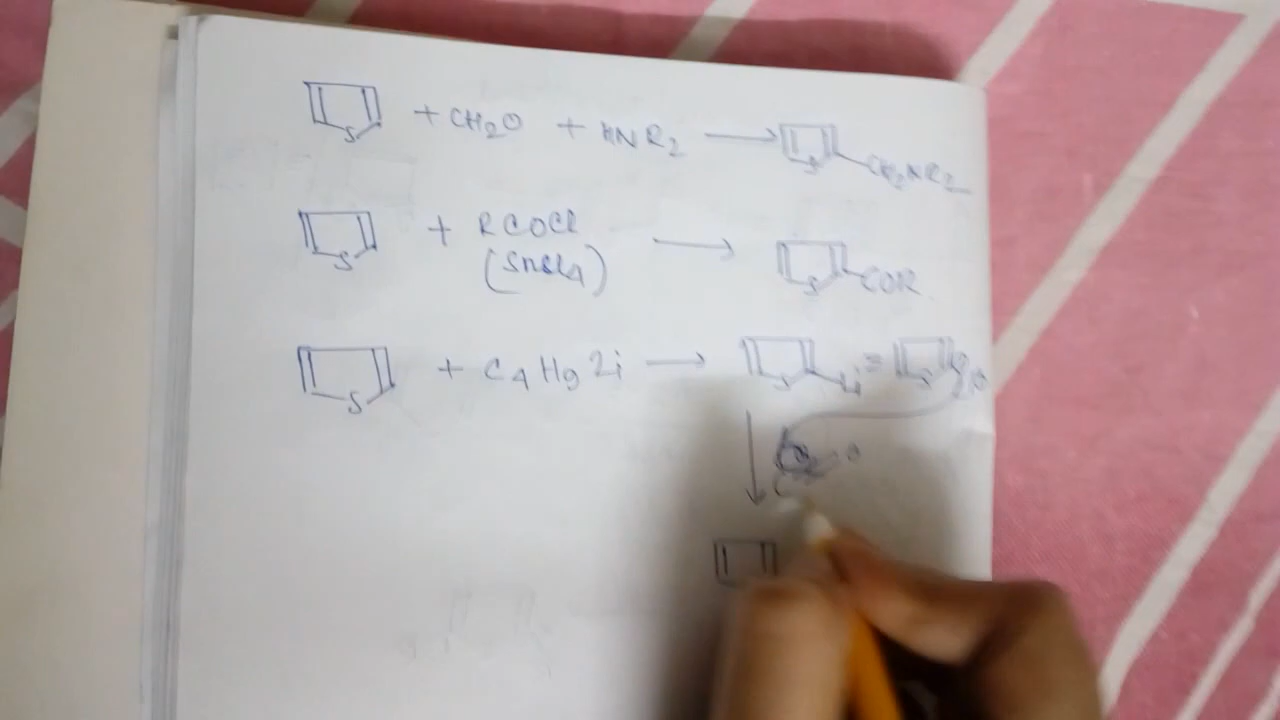 S + CH2O + HNR2 → S CH2NR2
S + RCOCl → S COR
(SnCl4)
S + C4H9Li → S Li = S